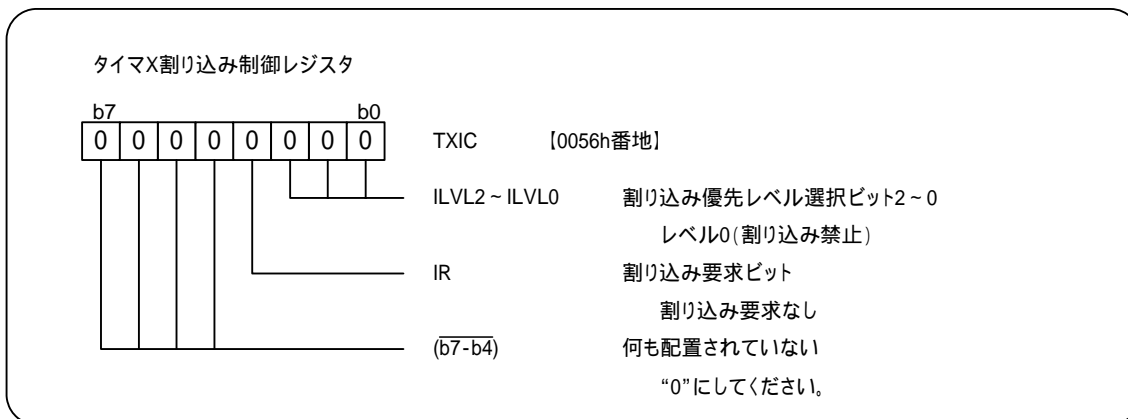 タイマX割り込み制御レジスタ
b7 b0
0 0 0 0 0 0 0 0 TXIC 【0056h番地】
ILVL2~ILVL0 割り込み優先レベル選択ビット2~0
レベル0(割り込み禁止)
IR 割り込み要求ビット
割り込み要求なし
(b7-b4) 何も配置されていない
“0”にしてください。